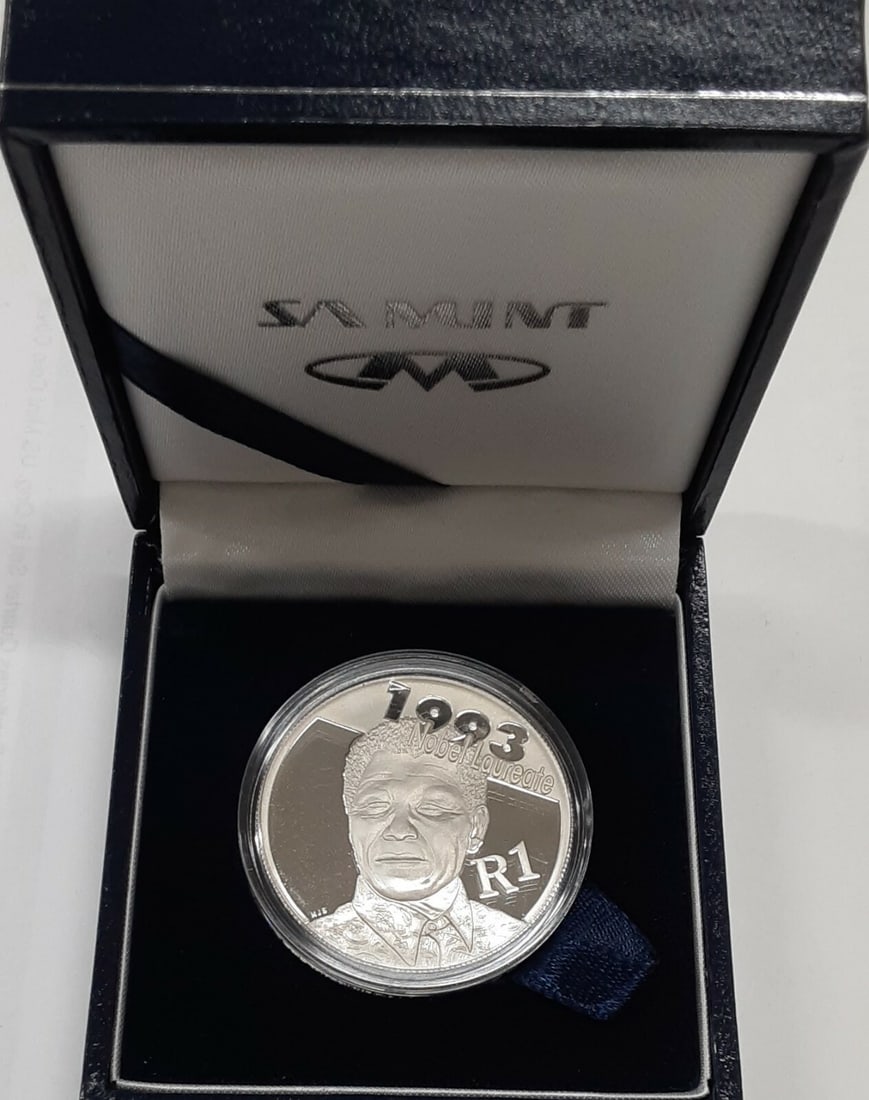 SA MINT
1993
Nobel Laureate
R1